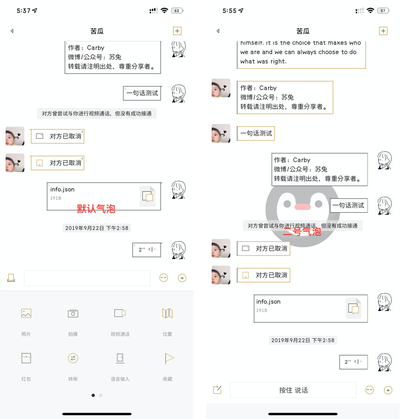 5:37
苦瓜
作者：Carby
微博/公众号：苏兔
转载请注明出处，尊重分享者。
一句话测试
对方曾尝试与你进行视频通话，但没有成功接通
对方已取消
对方已取消
info.json
191B
默认气泡
2019年9月22日 下午2:58
2"
照片
拍摄
视频通话
位置
红包
转账
语音输入
收藏
5:55
苦瓜
himself. It is the choice that makes who
we are and we can always choose to do
what was right.
作者：Carby
微博/公众号：苏兔
转载请注明出处，尊重分享者。
一句话测试
作者：Carby
微博/公众号：苏兔
转载请注明出处，尊重分享者。
一句话测试
对方曾尝试与你进行视频通话，但没有成功接通
二号气泡
对方已取消
对方已取消
info.json
191B
2019年9月22日 下午2:58
2"
按住 说话